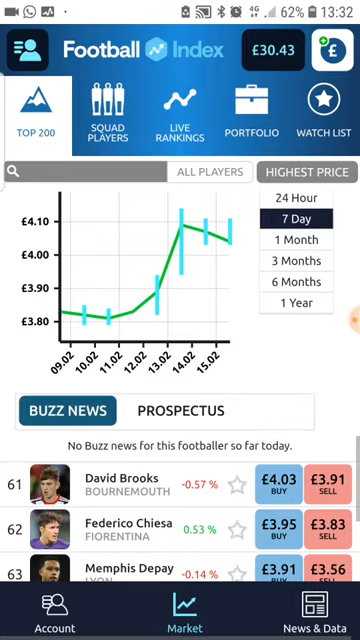 4G 62% 13:32
Football Index
£30.43
£
TOP 200
SQUAD PLAYERS
LIVE RANKINGS
PORTFOLIO
WATCH LIST
ALL PLAYERS
HIGHEST PRICE
24 Hour
7 Day
1 Month
3 Months
6 Months
1 Year
£4.10
£4.00
£3.90
£3.80
09.02 10.02 11.02 12.02 13.02 14.02 15.02
BUZZ NEWS PROSPECTUS
No Buzz news for this footballer so far today.
61 David Brooks BOURNEMOUTH -0.57 % £4.03 BUY £3.91 SELL
62 Federico Chiesa FIORENTINA 0.53 % £3.95 BUY £3.83 SELL
63 Memphis Depay LYON -0.14 % £3.91 BUY £3.56 SELL
Account Market News & Data